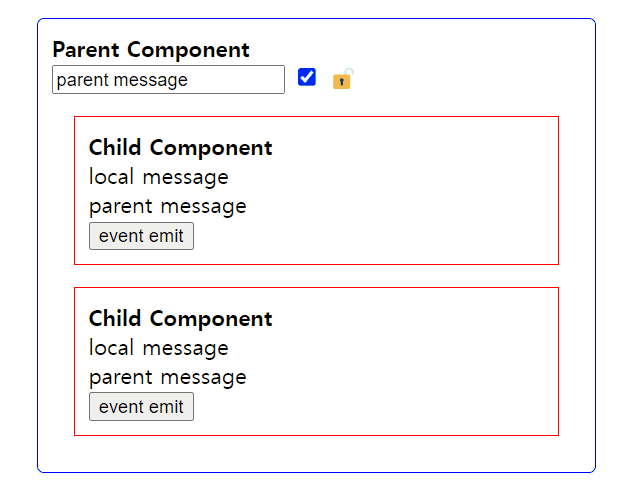 Parent Component
parent message
Child Component
local message
parent message
event emit
Child Component
local message
parent message
event emit